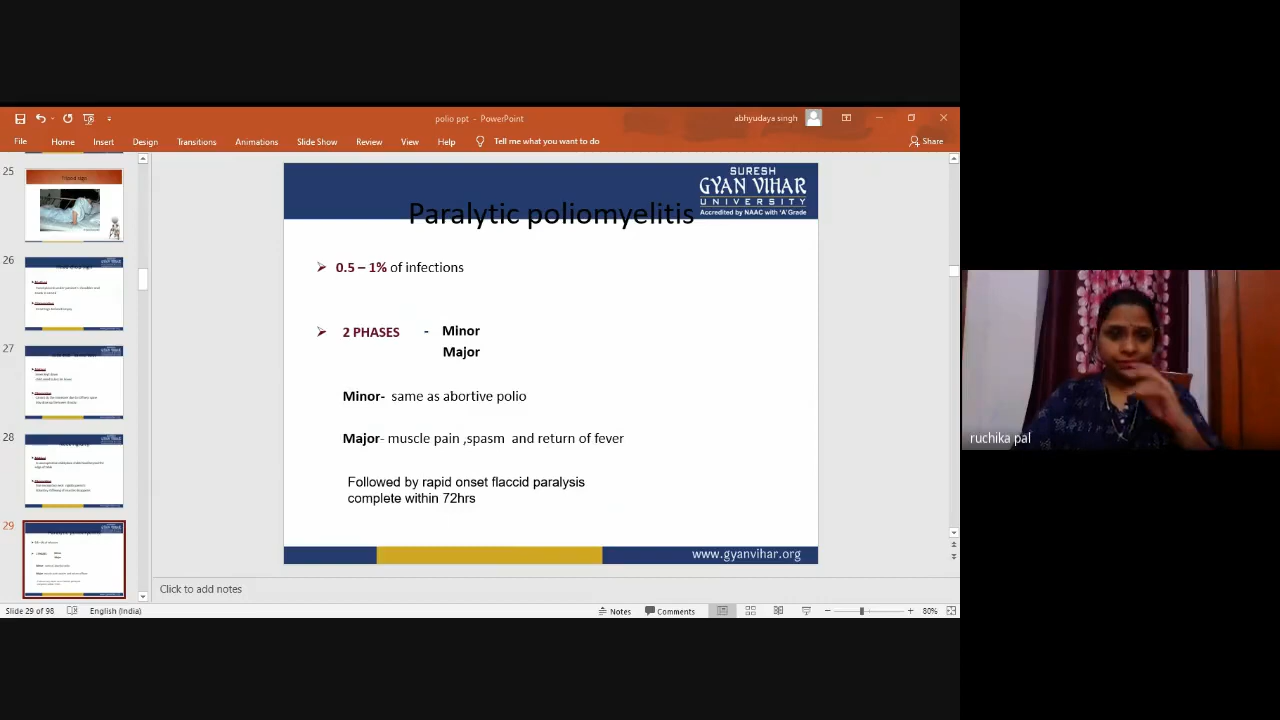 polio ppt - PowerPoint
abhyudaya singh
File Home Insert Design Transitions Animations Slide Show Review View Help Tell me what you want to do Share
25
26
27
28
29
SURESH
GYAN VIHAR
UNIVERSITY
Accredited by NAAC with 'A' Grade
Paralytic poliomyelitis
0.5 – 1% of infections
2 PHASES - Minor
Major
Minor- same as abortive polio
Major- muscle pain ,spasm and return of fever
Followed by rapid onset flaccid paralysis
complete within 72hrs
www.gyanvihar.org
ruchika pal
Click to add notes
Slide 29 of 98 English (India) Notes Comments 80%